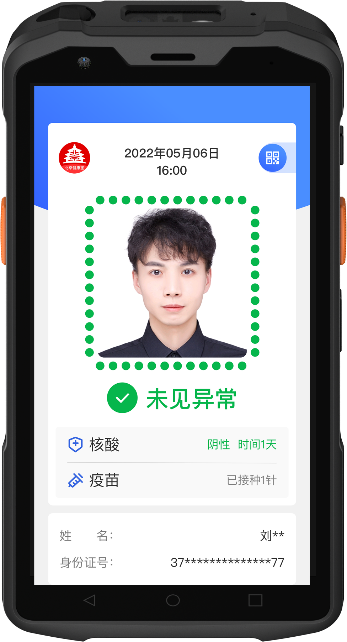 2022年05月06日
16:00
未见异常
核酸 阴性 时间1天
疫苗 已接种1针
姓 名: 刘**
身份证号: 37**************77